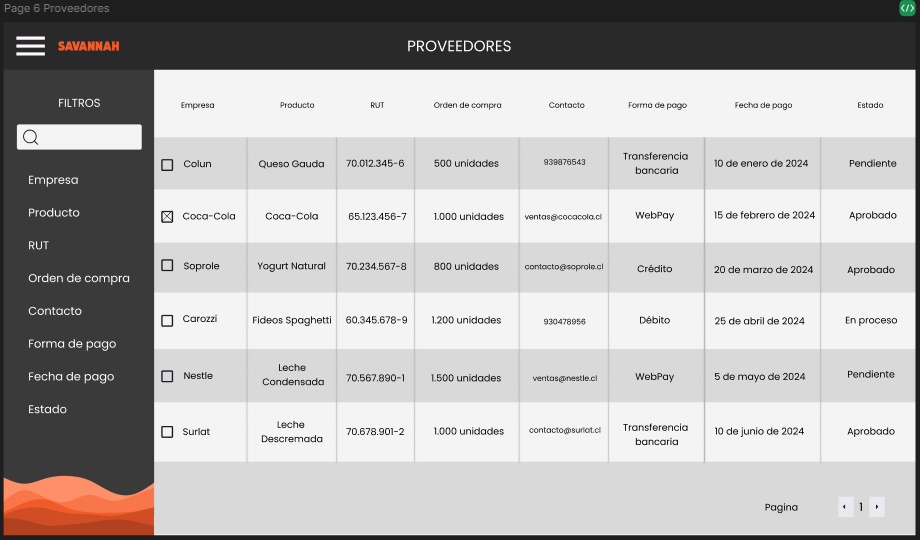 Page 6 Proveedores
</>
SAVANNAH
PROVEEDORES
FILTROS
Empresa
Producto
RUT
Orden de compra
Contacto
Forma de pago
Fecha de pago
Estado
Empresa Producto RUT Orden de compra Contacto Forma de pago Fecha de pago Estado
Colun Queso Gauda 70.012.345-6 500 unidades 939876543 Transferencia bancaria 10 de enero de 2024 Pendiente
Coca-Cola Coca-Cola 65.123.456-7 1.000 unidades ventas@cocacola.cl WebPay 15 de febrero de 2024 Aprobado
Soprole Yogurt Natural 70.234.567-8 800 unidades contacto@soprole.cl Crédito 20 de marzo de 2024 Aprobado
Carozzi Fideos Spaghetti 60.345.678-9 1.200 unidades 930478956 Débito 25 de abril de 2024 En proceso
Nestle Leche Condensada 70.567.890-1 1.500 unidades ventas@nestle.cl WebPay 5 de mayo de 2024 Pendiente
Surlat Leche Descremada 70.678.901-2 1.000 unidades contacto@surlat.cl Transferencia bancaria 10 de junio de 2024 Aprobado
Pagina 1